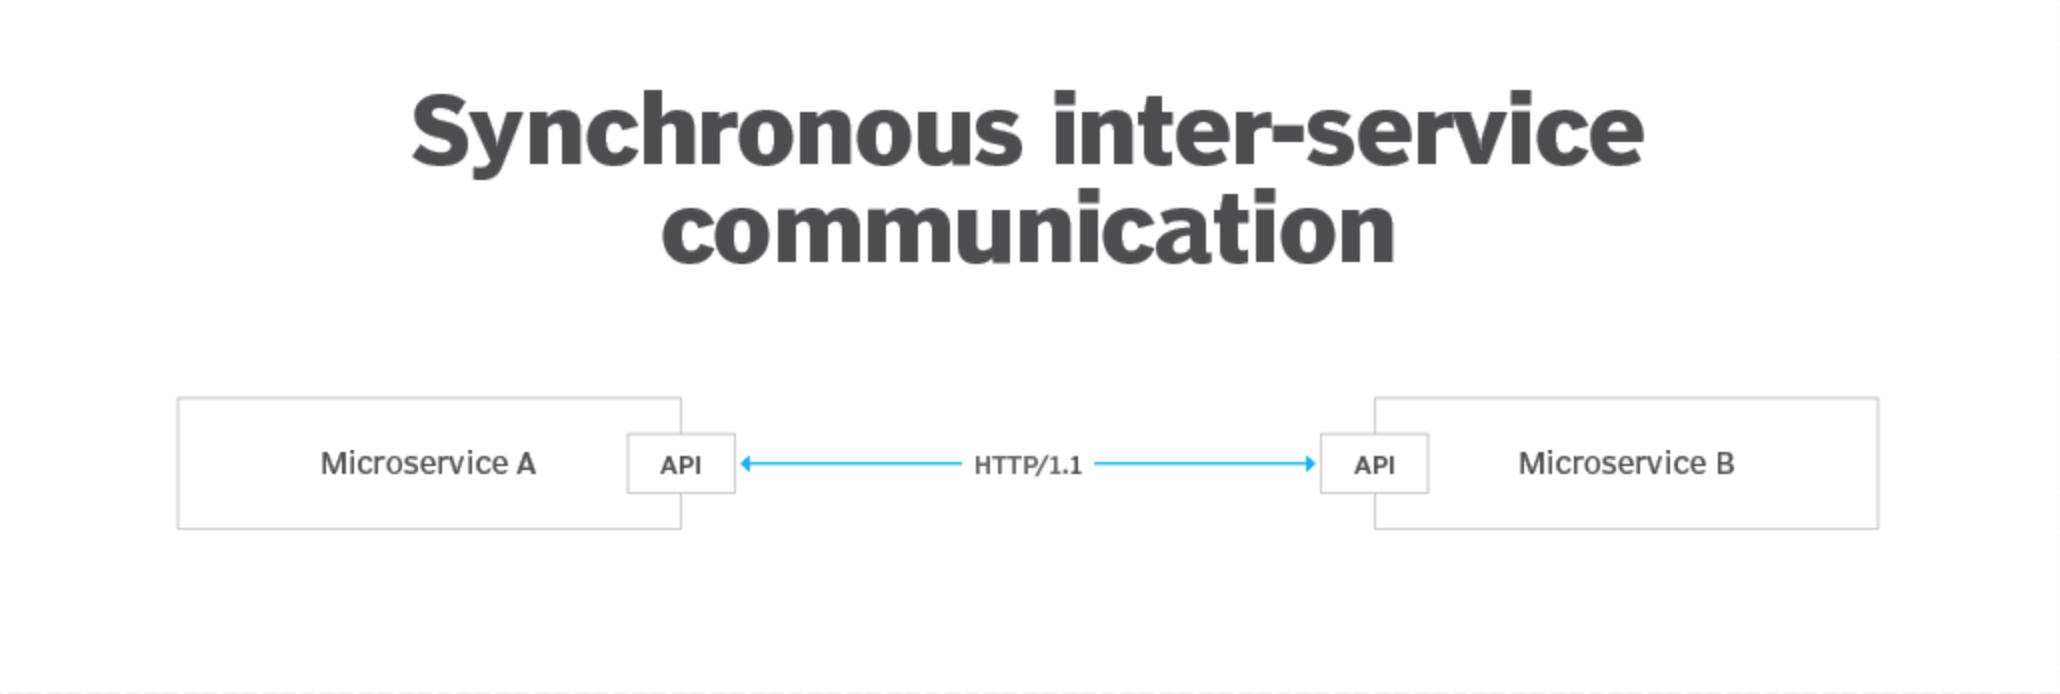 Synchronous inter-service
communication
Microservice A
API
HTTP/1.1
API
Microservice B